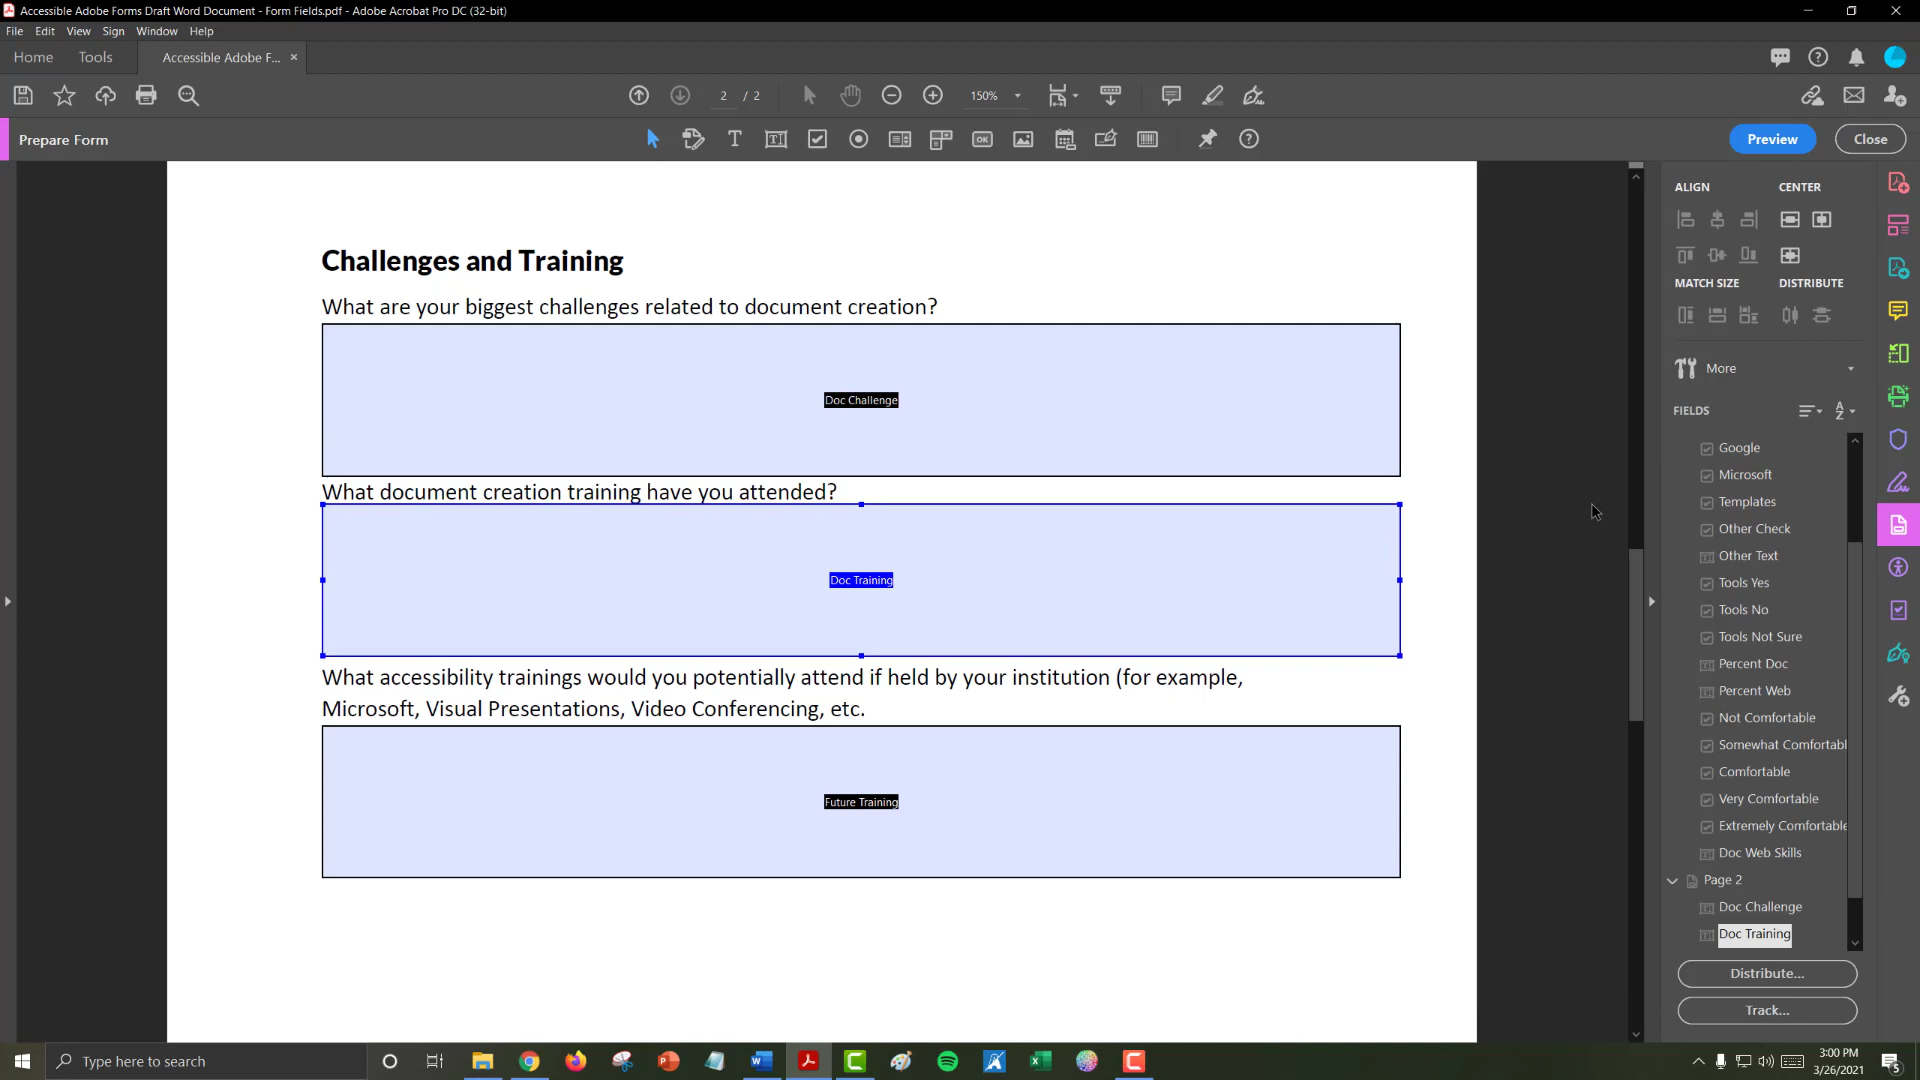 Accessible Adobe Forms Draft Word Document - Form Fields.pdf - Adobe Acrobat Pro DC (32-bit)
File Edit View Sign Window Help
Home Tools Accessible Adobe F...
2 / 2 150%
Prepare Form
Preview Close
ALIGN CENTER
MATCH SIZE DISTRIBUTE
More
FIELDS
Google
Microsoft
Templates
Other Check
Other Text
Tools Yes
Tools No
Tools Not Sure
Percent Doc
Percent Web
Not Comfortable
Somewhat Comfortabl
Comfortable
Very Comfortable
Extremely Comfortable
Doc Web Skills
Page 2
Doc Challenge
Doc Training
Distribute...
Track...
Challenges and Training
What are your biggest challenges related to document creation?
Doc Challenge
What document creation training have you attended?
Doc Training
What accessibility trainings would you potentially attend if held by your institution (for example,
Microsoft, Visual Presentations, Video Conferencing, etc.
Future Training
Type here to search
3:00 PM
3/26/2021
5